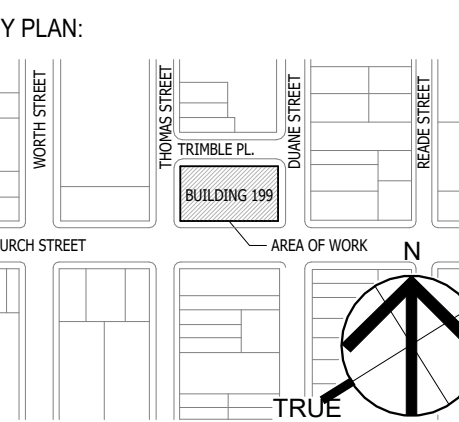 Y PLAN:
WORTH STREET
THOMAS STREET
DUANE STREET
READE STREET
TRIMBLE PL.
BUILDING 199
URCH STREET
AREA OF WORK
N
TRUE